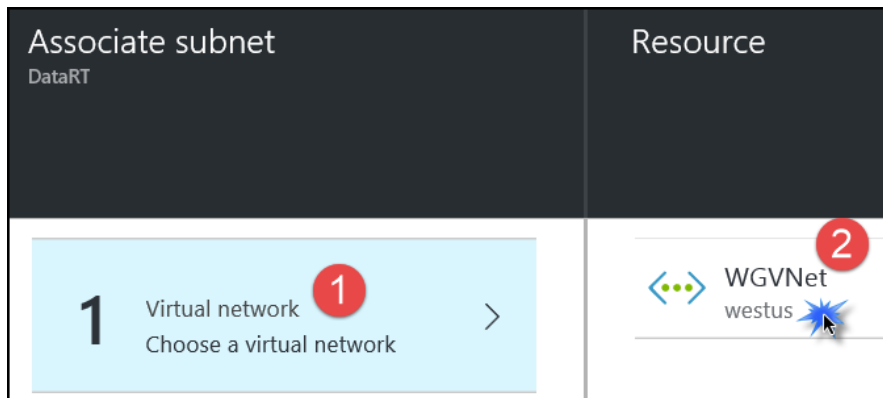 Associate subnet
DataRT
Resource
1
Virtual network
1
Choose a virtual network
2
WGVNet
westus